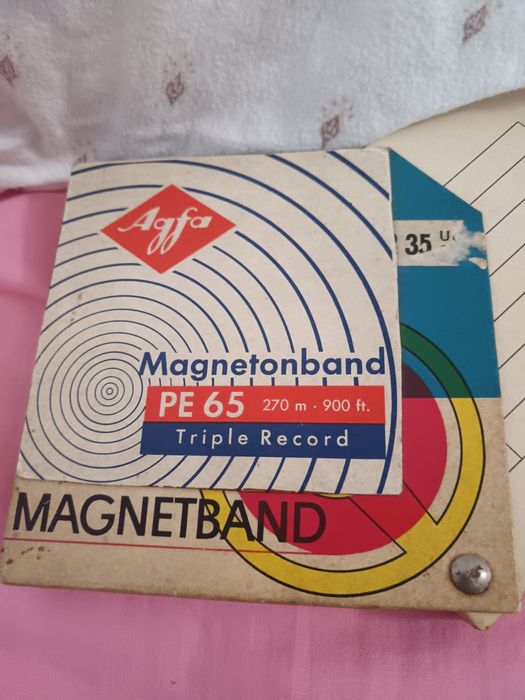 Agfa
35
Magnetonband
PE 65 270 m · 900 ft.
Triple Record
MAGNETBAND